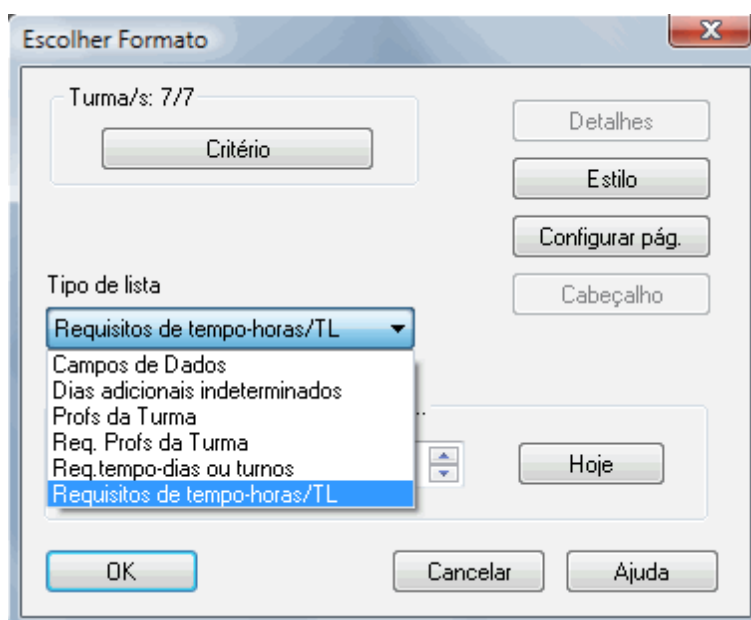 Escolher Formato
Turma/s: 7/7
Critério
Detalhes
Estilo
Configurar pág.
Cabeçalho
Tipo de lista
Requisitos de tempo-horas/TL
Campos de Dados
Dias adicionais indeterminados
Profs da Turma
Req. Profs da Turma
Req.tempo-dias ou turnos
Requisitos de tempo-horas/TL
Hoje
OK
Cancelar
Ajuda